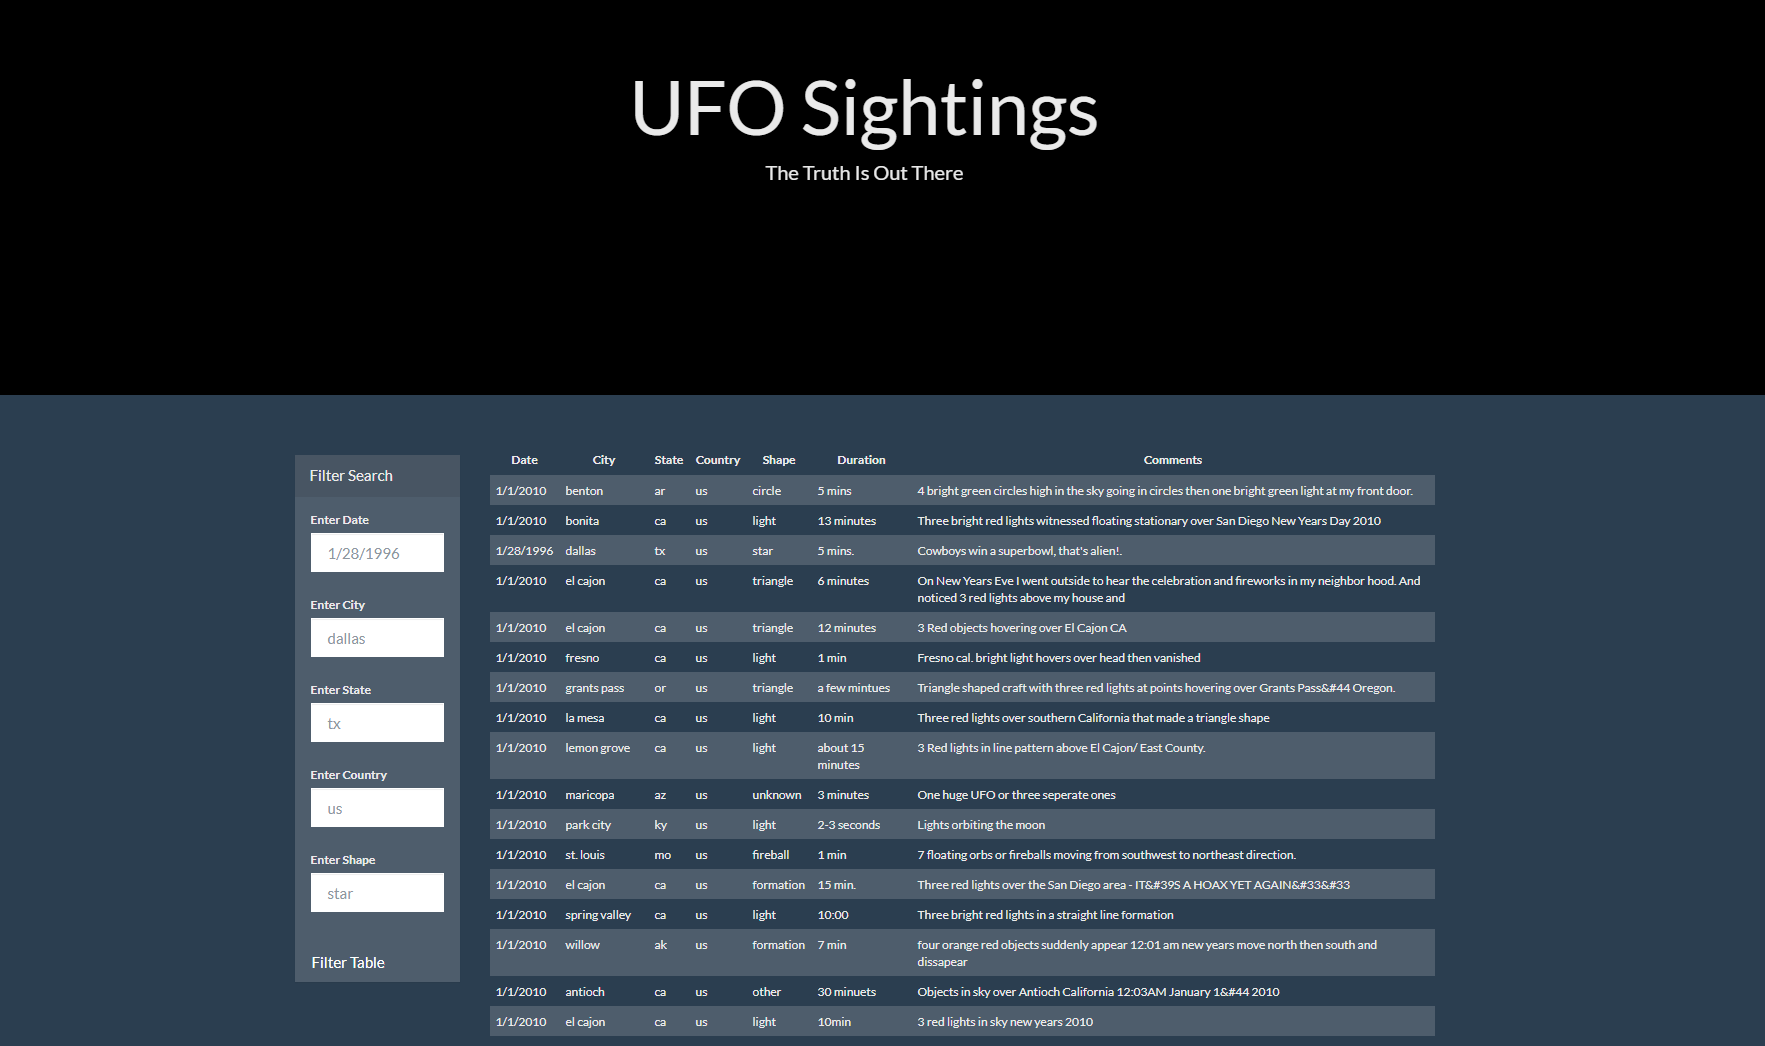 UFO Sightings
The Truth Is Out There
Filter Search
Enter Date
1/28/1996
Enter City
dallas
Enter State
tx
Enter Country
us
Enter Shape
star
Filter Table
Date City State Country Shape Duration Comments
1/1/2010 benton ar us circle 5 mins 4 bright green circles high in the sky going in circles then one bright green light at my front door.
1/1/2010 bonita ca us light 13 minutes Three bright red lights witnessed floating stationary over San Diego New Years Day 2010
1/28/1996 dallas tx us star 5 mins. Cowboys win a superbowl, that's alien!.
1/1/2010 el cajon ca us triangle 6 minutes On New Years Eve I went outside to hear the celebration and fireworks in my neighbor hood. And
noticed 3 red lights above my house and
1/1/2010 el cajon ca us triangle 12 minutes 3 Red objects hovering over El Cajon CA
1/1/2010 fresno ca us light 1 min Fresno cal. bright light hovers over head then vanished
1/1/2010 grants pass or us triangle a few mintues Triangle shaped craft with three red lights at points hovering over Grants Pass&#44 Oregon.
1/1/2010 la mesa ca us light 10 min Three red lights over southern California that made a triangle shape
1/1/2010 lemon grove ca us light about 15 3 Red lights in line pattern above El Cajon/ East County.
minutes
1/1/2010 maricopa az us unknown 3 minutes One huge UFO or three seperate ones
1/1/2010 park city ky us light 2-3 seconds Lights orbiting the moon
1/1/2010 st. louis mo us fireball 1 min 7 floating orbs or fireballs moving from southwest to northeast direction.
1/1/2010 el cajon ca us formation 15 min. Three red lights over the San Diego area - IT&#39S A HOAX YET AGAIN&#33&#33
1/1/2010 spring valley ca us light 10:00 Three bright red lights in a straight line formation
1/1/2010 willow ak us formation 7 min four orange red objects suddenly appear 12:01 am new years move north then south and
dissapear
1/1/2010 antioch ca us other 30 minuets Objects in sky over Antioch California 12:03AM January 1&#44 2010
1/1/2010 el cajon ca us light 10min 3 red lights in sky new years 2010